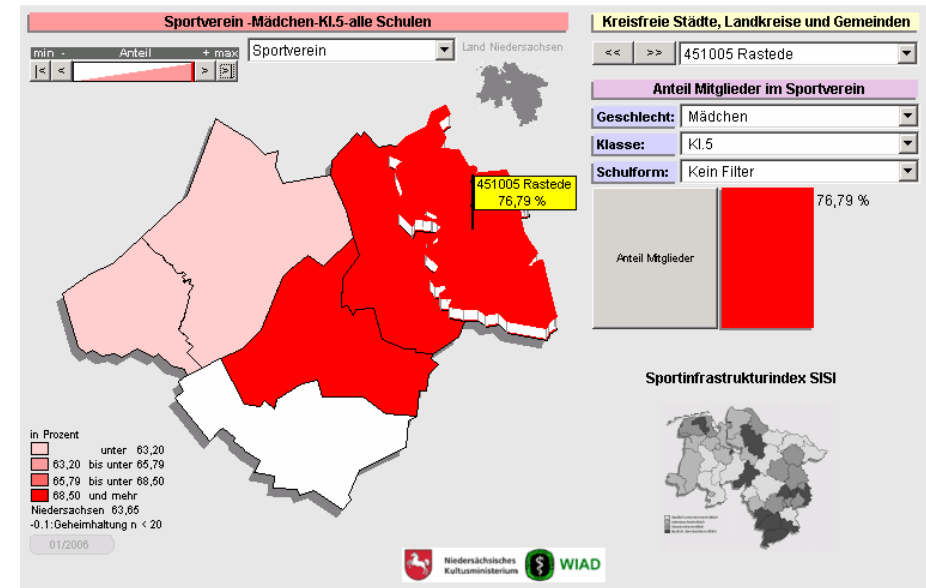 Sportverein -Mädchen-Kl.5-alle Schulen
min - Anteil + max
Sportverein
Land Niedersachsen
|< < > >|
451005 Rastede
76,79 %
in Prozent
unter 63,20
63,20 bis unter 65,79
65,79 bis unter 68,50
68,50 und mehr
Niedersachsen 63,65
-0.1:Geheimhaltung n < 20
01/2006
Kreisfreie Städte, Landkreise und Gemeinden
<< >> 451005 Rastede
Anteil Mitglieder im Sportverein
Geschlecht: Mädchen
Klasse: Kl.5
Schulform: Kein Filter
Anteil Mitglieder
76,79 %
Sportinfrastrukturindex SISI
Niedersächsisches
Kultusministerium
WIAD